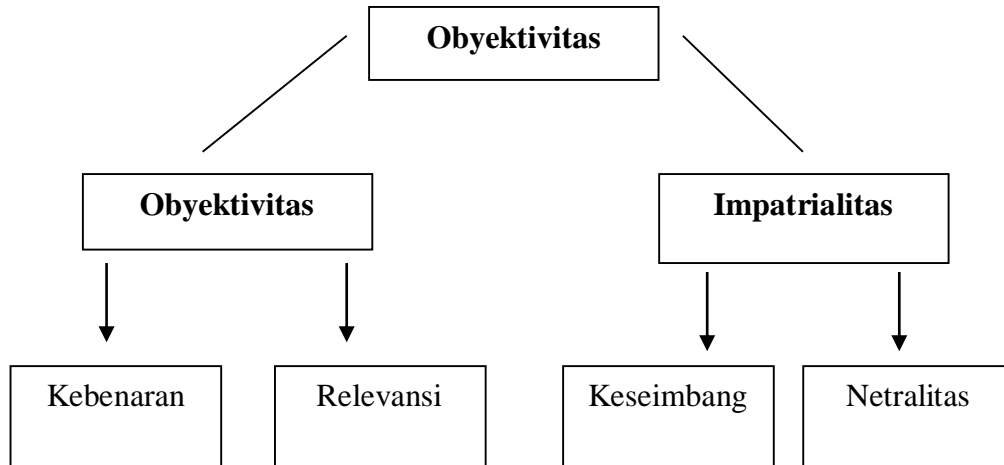 Obyektivitas
Obyektivitas
Impatrialitas
Kebenaran
Relevansi
Keseimbang
Netralitas